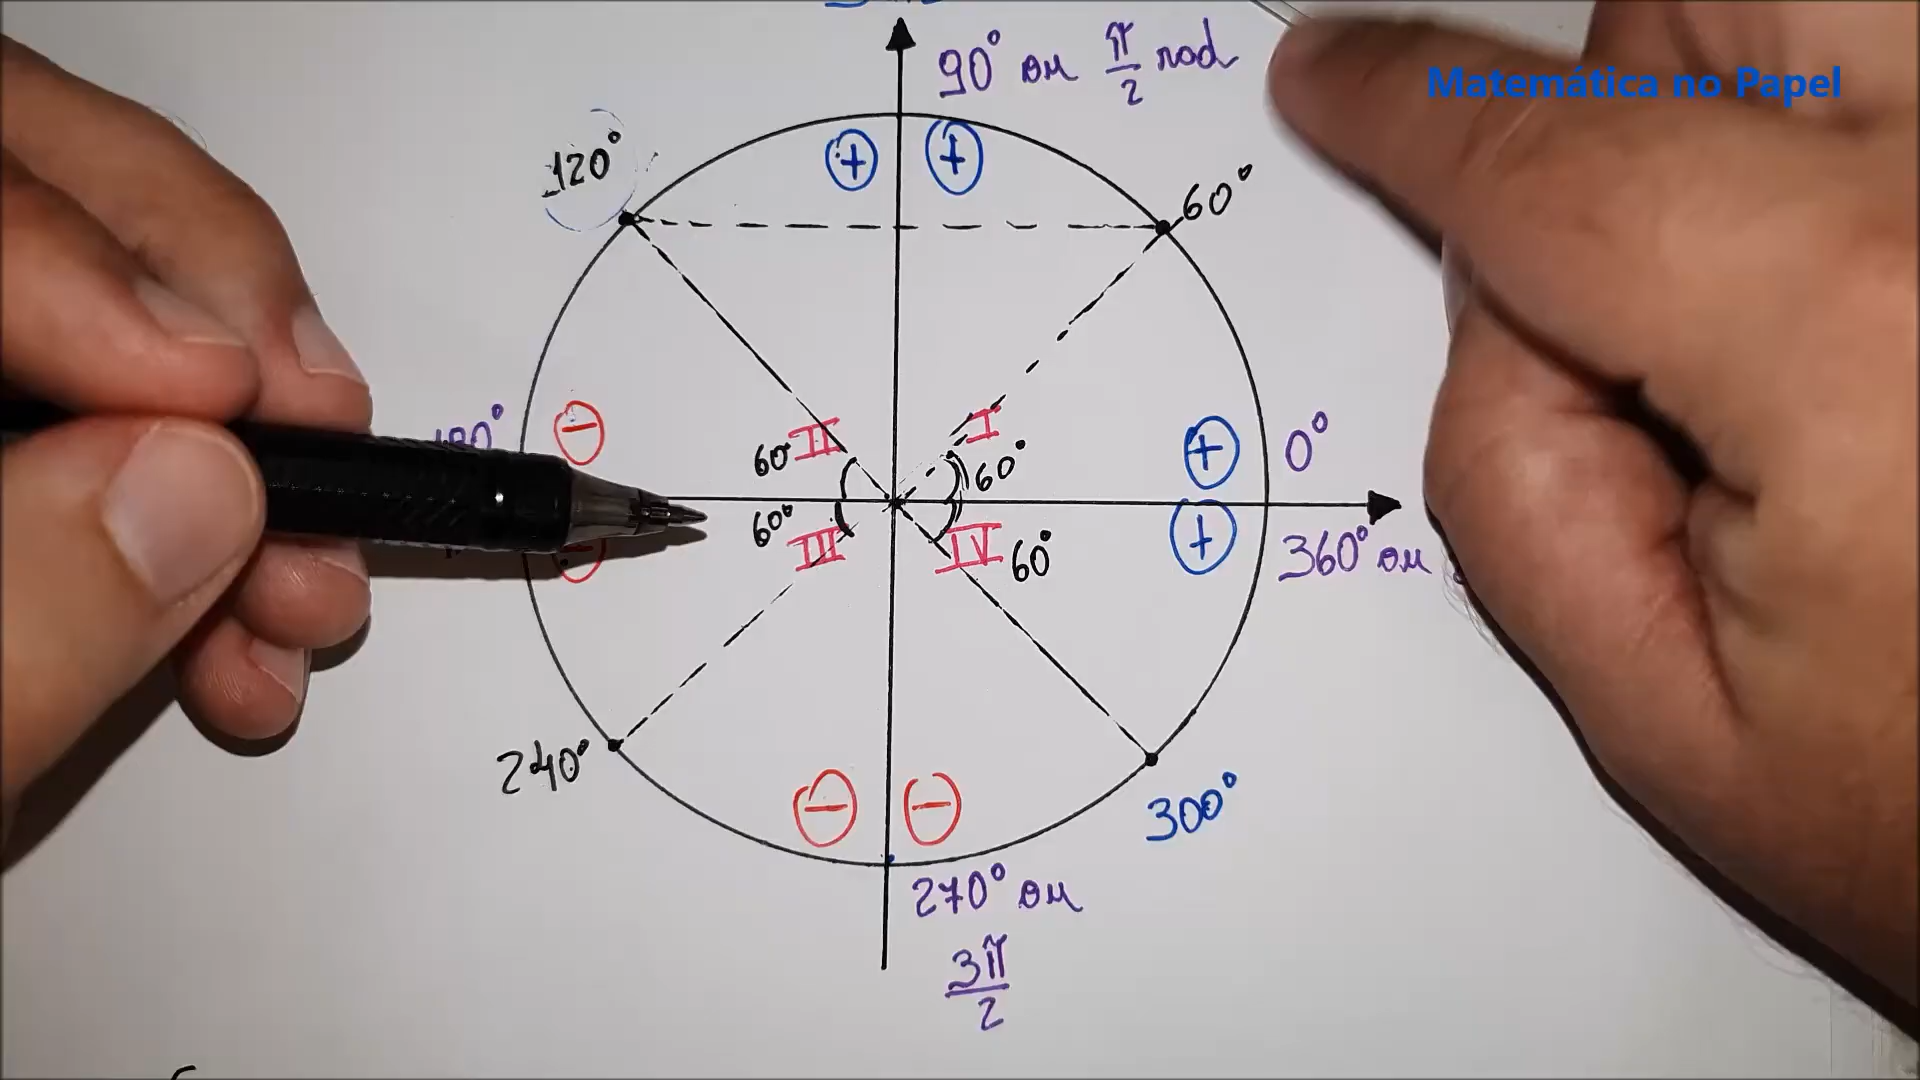 90° ou π/2 rad
Matemática no Papel
120°
60°
180°
0°
60° II
I 60°
60° III
IV 60°
360° ou
240°
300°
270° ou
3π/2